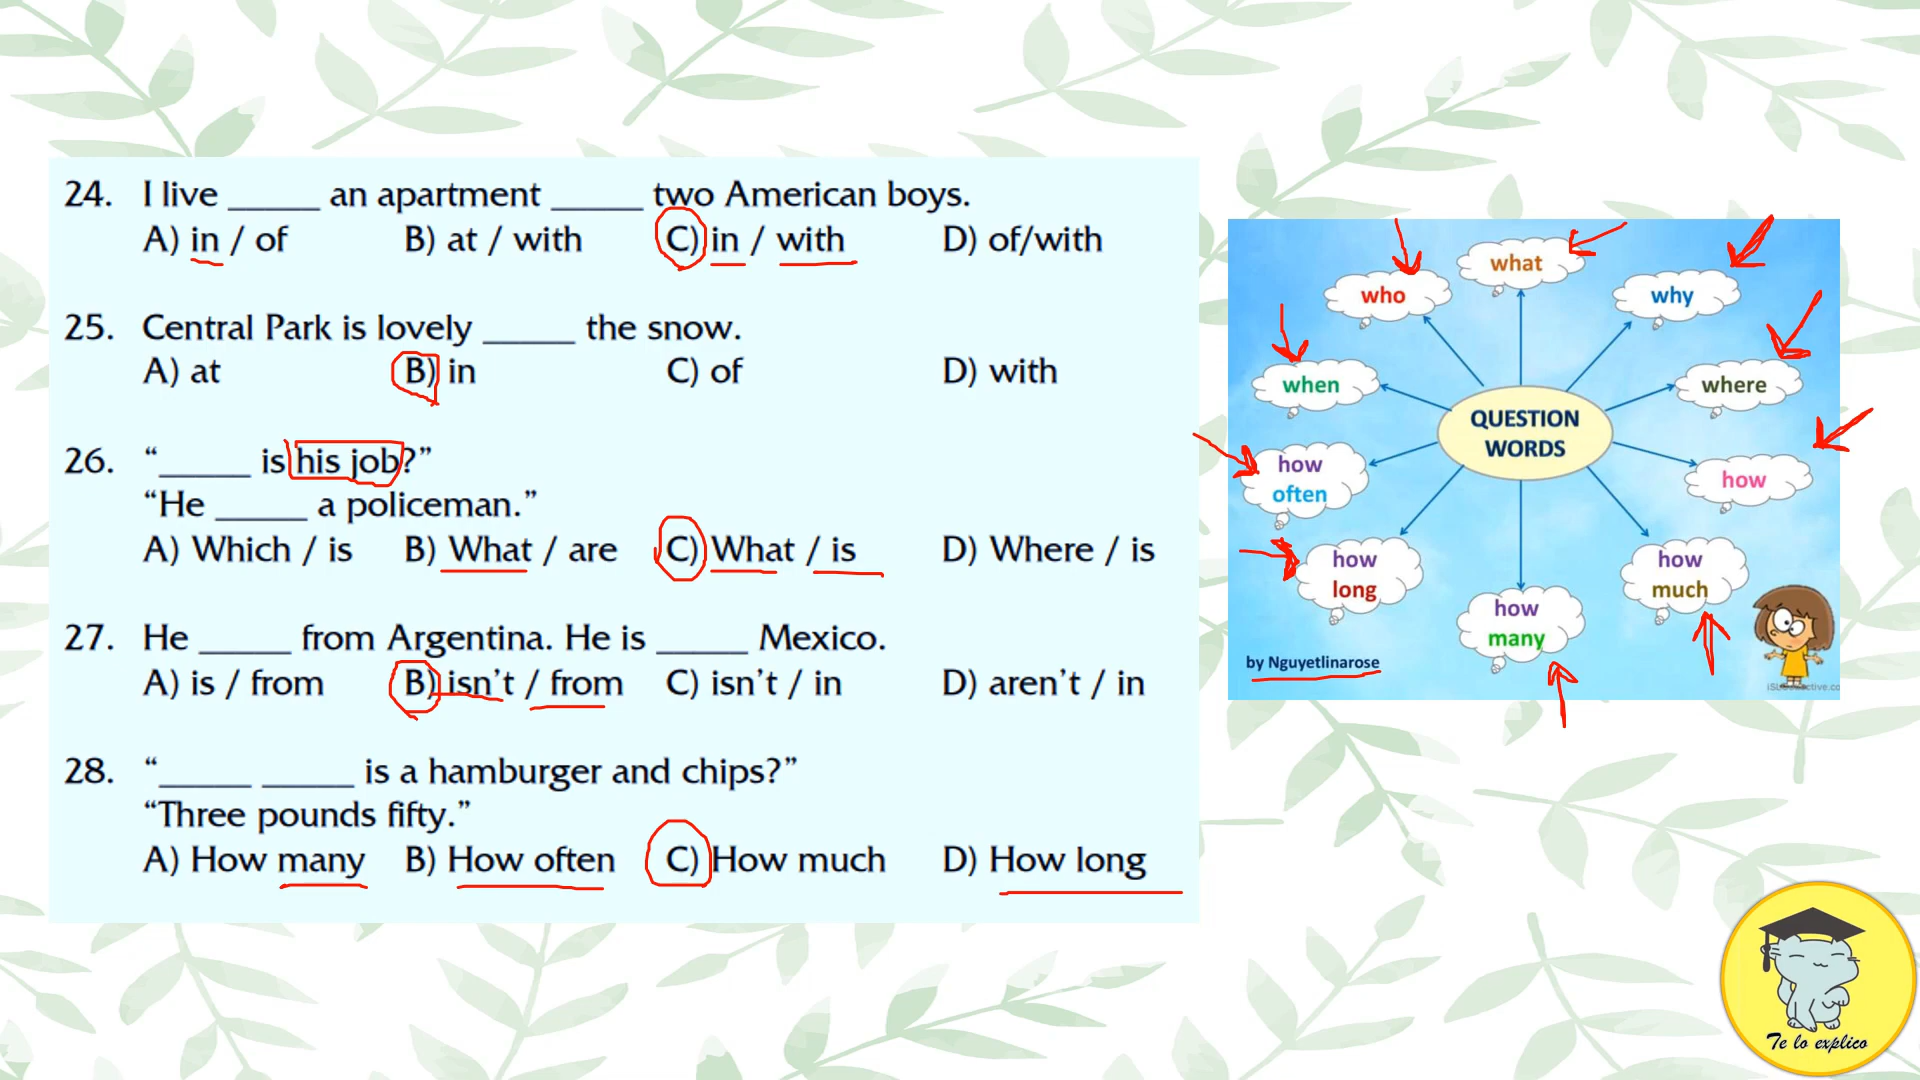 24. I live _____ an apartment _____ two American boys.
A) in / of B) at / with C) in / with D) of/with
25. Central Park is lovely _____ the snow.
A) at B) in C) of D) with
26. “_____ is his job?”
“He _____ a policeman.”
A) Which / is B) What / are C) What / is D) Where / is
27. He _____ from Argentina. He is _____ Mexico.
A) is / from B) isn’t / from C) isn’t / in D) aren’t / in
28. “_____ _____ is a hamburger and chips?”
“Three pounds fifty.”
A) How many B) How often C) How much D) How long
what
who
why
when
where
QUESTION
WORDS
how
often
how
how
long
how
much
how
many
by Nguyetlinarose
Te lo explico